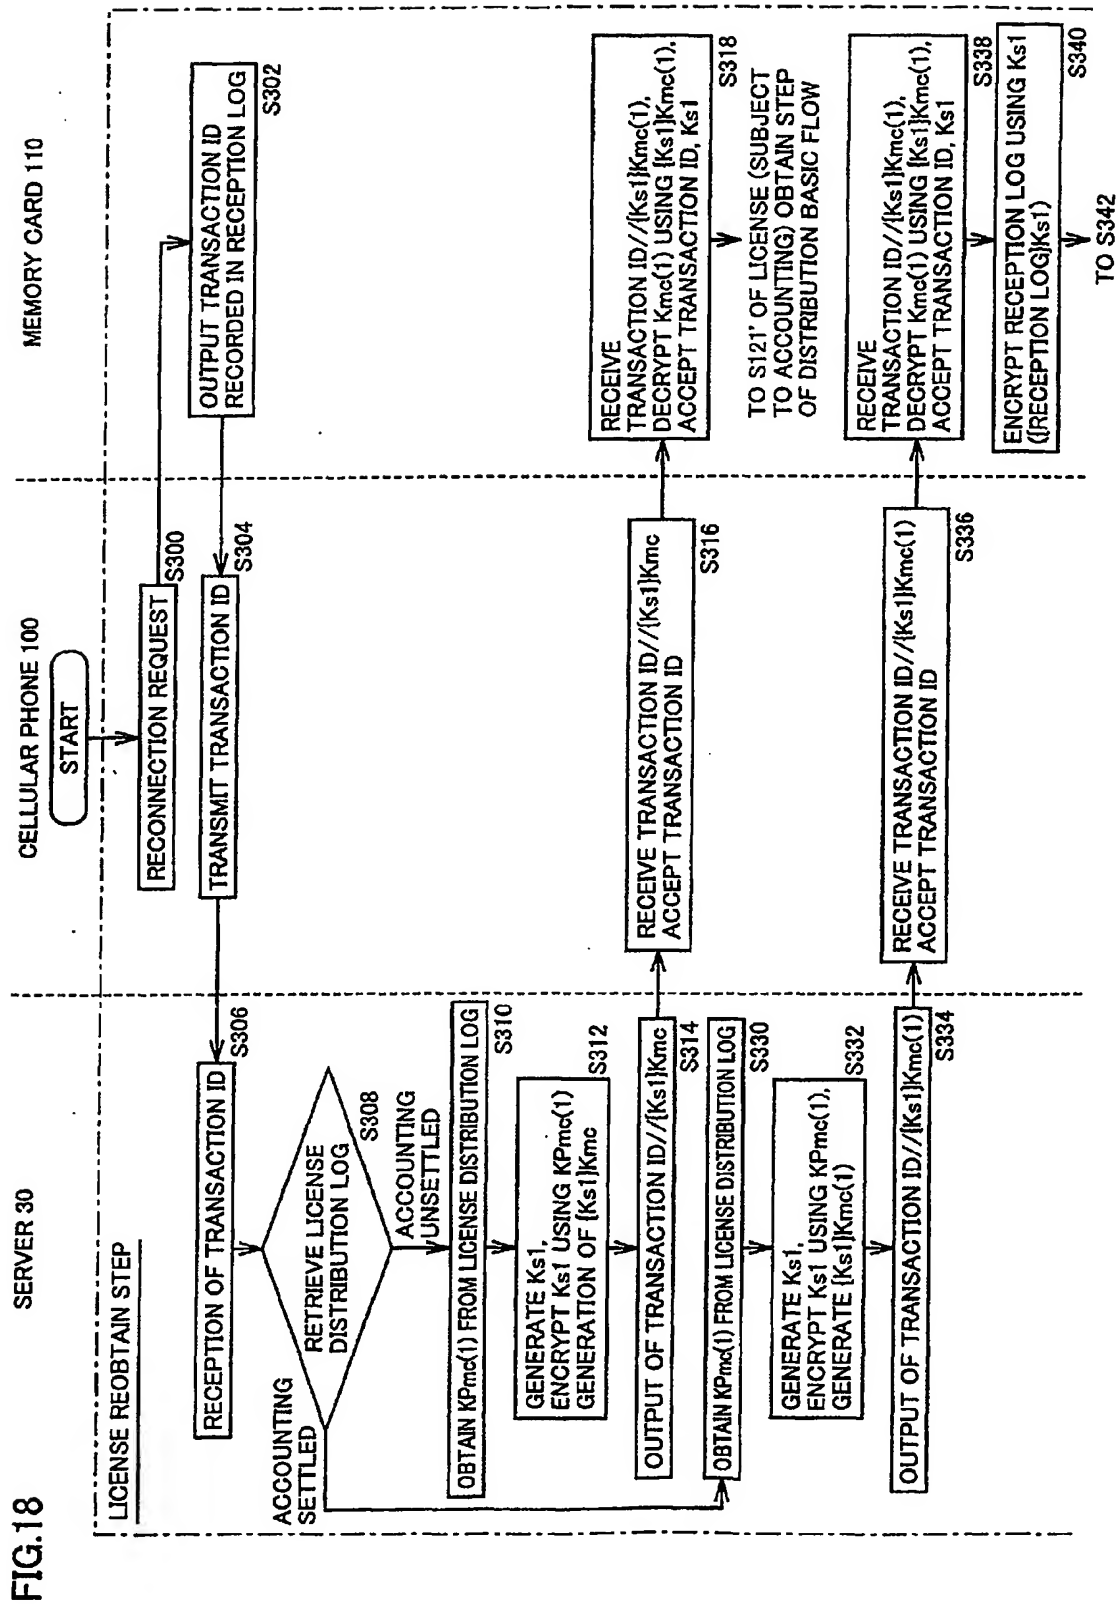 FIG.18
SERVER 30
CELLULAR PHONE 100
MEMORY CARD 110
LICENSE REOBTAIN STEP
START
RECONNECTION REQUEST
S300
OUTPUT TRANSACTION ID
RECORDED IN RECEPTION LOG
S302
TRANSMIT TRANSACTION ID
S304
RECEPTION OF TRANSACTION ID
S306
RETRIEVE LICENSE
DISTRIBUTION LOG
S308
ACCOUNTING
SETTLED
ACCOUNTING
UNSETTLED
OBTAIN KPmc(1) FROM LICENSE DISTRIBUTION LOG
S310
GENERATE Ks1,
ENCRYPT Ks1 USING KPmc(1)
GENERATION OF {Ks1}Kmc
S312
OUTPUT OF TRANSACTION ID//{Ks1}Kmc
S314
RECEIVE TRANSACTION ID//{Ks1}Kmc
ACCEPT TRANSACTION ID
S316
RECEIVE
TRANSACTION ID//{Ks1}Kmc(1),
DECRYPT Kmc(1) USING {Ks1}Kmc(1),
ACCEPT TRANSACTION ID, Ks1
S318
TO S121' OF LICENSE (SUBJECT
TO ACCOUNTING) OBTAIN STEP
OF DISTRIBUTION BASIC FLOW
OBTAIN KPmc(1) FROM LICENSE DISTRIBUTION LOG
S330
GENERATE Ks1,
ENCRYPT Ks1 USING KPmc(1),
GENERATE {Ks1}Kmc(1)
S332
OUTPUT OF TRANSACTION ID//{Ks1}Kmc(1)
S334
RECEIVE TRANSACTION ID//{Ks1}Kmc(1)
ACCEPT TRANSACTION ID
S336
RECEIVE
TRANSACTION ID//{Ks1}Kmc(1),
DECRYPT Kmc(1) USING {Ks1}Kmc(1),
ACCEPT TRANSACTION ID, Ks1
S338
ENCRYPT RECEPTION LOG USING Ks1
({RECEPTION LOG}Ks1)
S340
TO S342